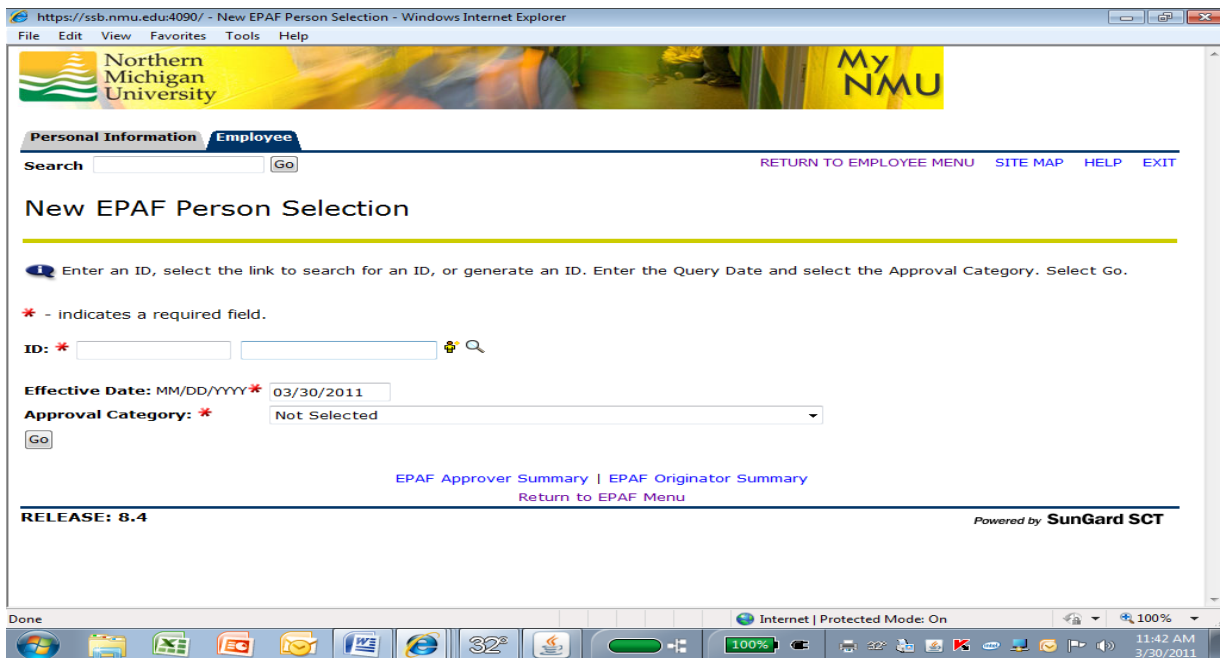 https://ssb.nmu.edu:4090/ - New EPAF Person Selection - Windows Internet Explorer
File Edit View Favorites Tools Help
Northern
Michigan
University
My
NMU
Personal Information Employee
Search Go RETURN TO EMPLOYEE MENU SITE MAP HELP EXIT
New EPAF Person Selection
Enter an ID, select the link to search for an ID, or generate an ID. Enter the Query Date and select the Approval Category. Select Go.
* - indicates a required field.
ID: *
Effective Date: MM/DD/YYYY* 03/30/2011
Approval Category: * Not Selected
Go
EPAF Approver Summary | EPAF Originator Summary
Return to EPAF Menu
RELEASE: 8.4 Powered by SunGard SCT
Done Internet | Protected Mode: On 100%
32° 100% 32° 11:42 AM
3/30/2011